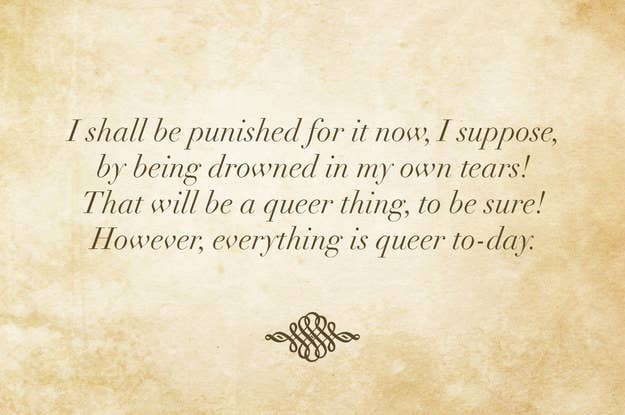 I shall be punished for it now, I suppose,
by being drowned in my own tears!
That will be a queer thing, to be sure!
However, everything is queer to-day.